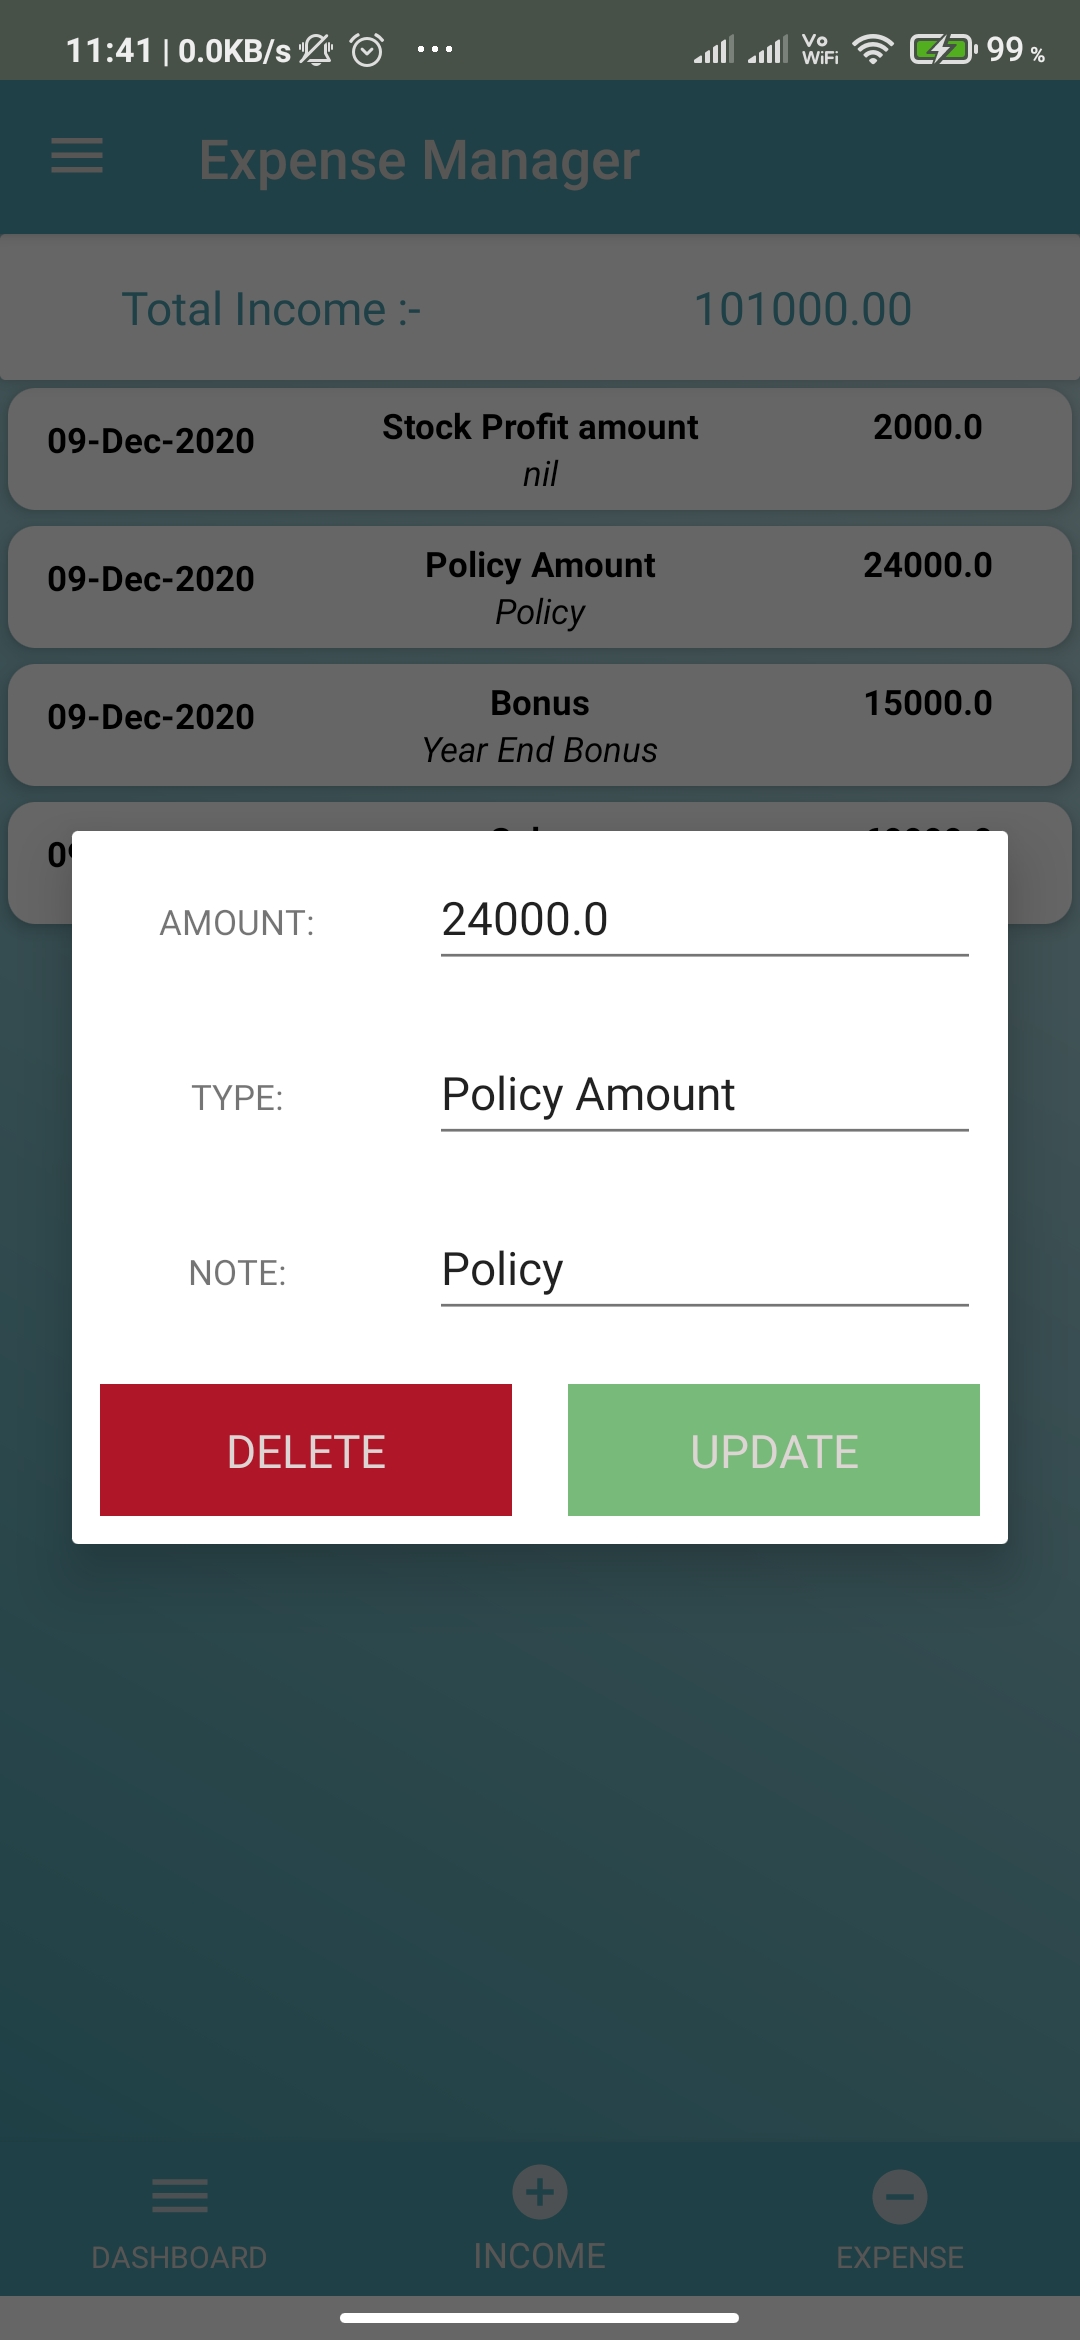 11:41 | 0.0KB/s Vo WiFi 99 %
Expense Manager
Total Income :- 101000.00
09-Dec-2020 Stock Profit amount 2000.0
nil
09-Dec-2020 Policy Amount 24000.0
Policy
09-Dec-2020 Bonus 15000.0
Year End Bonus
AMOUNT: 24000.0
TYPE: Policy Amount
NOTE: Policy
DELETE UPDATE
DASHBOARD INCOME EXPENSE